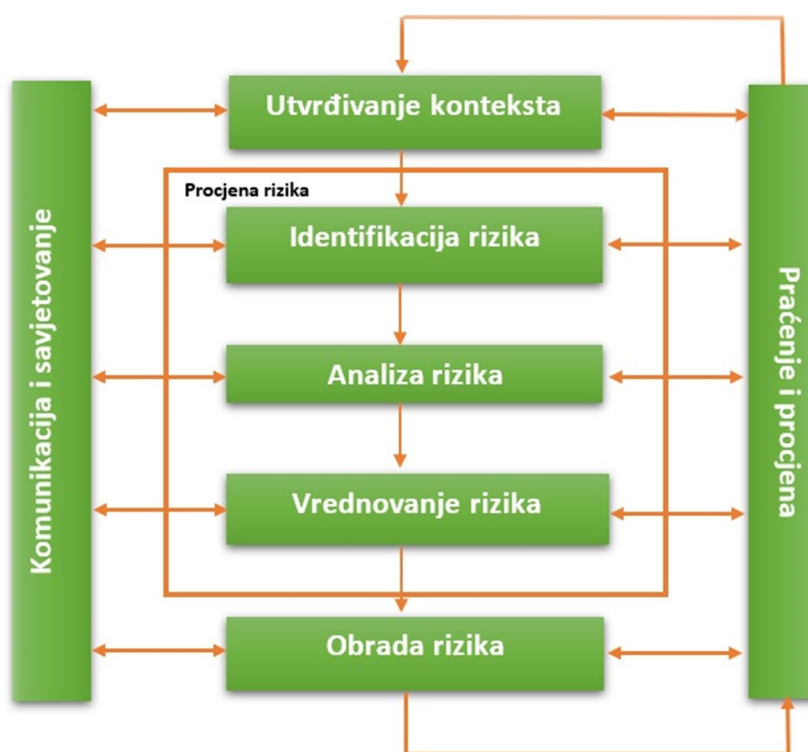 Utvrđivanje konteksta
Procjena rizika
Identifikacija rizika
Analiza rizika
Vrednovanje rizika
Obrada rizika
Komunikacija i savjetovanje
Praćenje i procjena